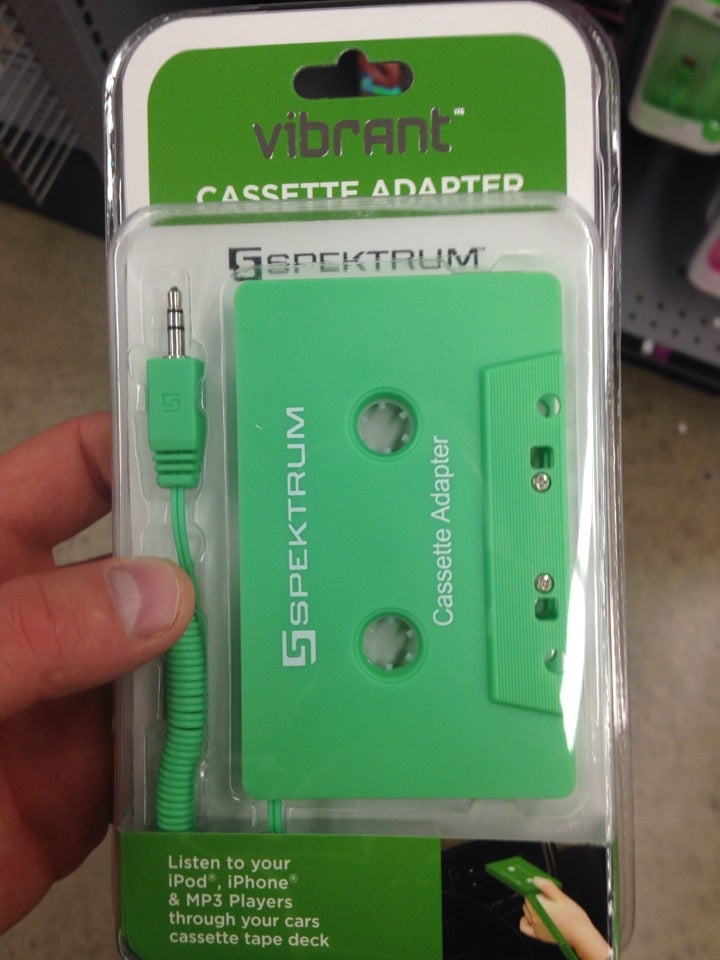 vibrant™
CASSETTE ADAPTER
SPEKTRUM™
SPEKTRUM
Cassette Adapter
Listen to your
iPod®, iPhone®
& MP3 Players
through your cars
cassette tape deck